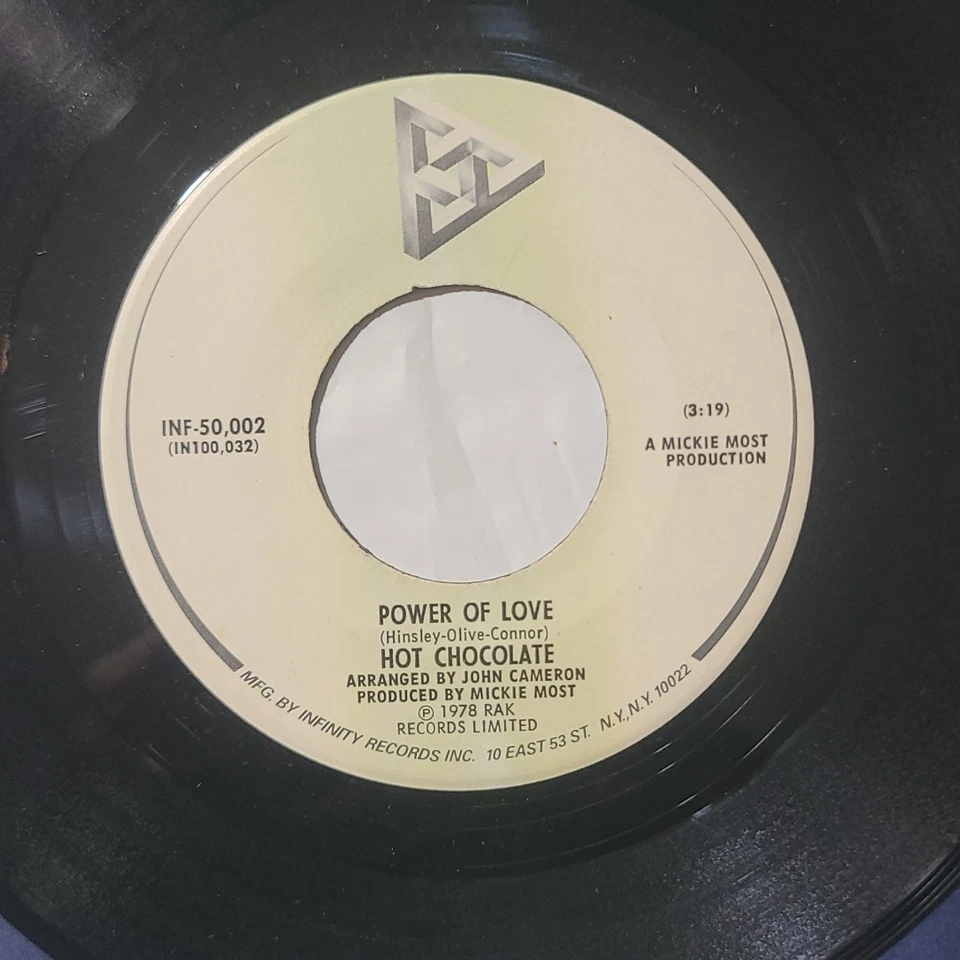 INF-50,002
(IN100,032)
(3:19)
A MICKIE MOST
PRODUCTION
POWER OF LOVE
(Hinsley-Olive-Connor)
HOT CHOCOLATE
ARRANGED BY JOHN CAMERON
PRODUCED BY MICKIE MOST
℗ 1978 RAK
RECORDS LIMITED
MFG. BY INFINITY RECORDS INC. 10 EAST 53 ST. N.Y., N.Y. 10022